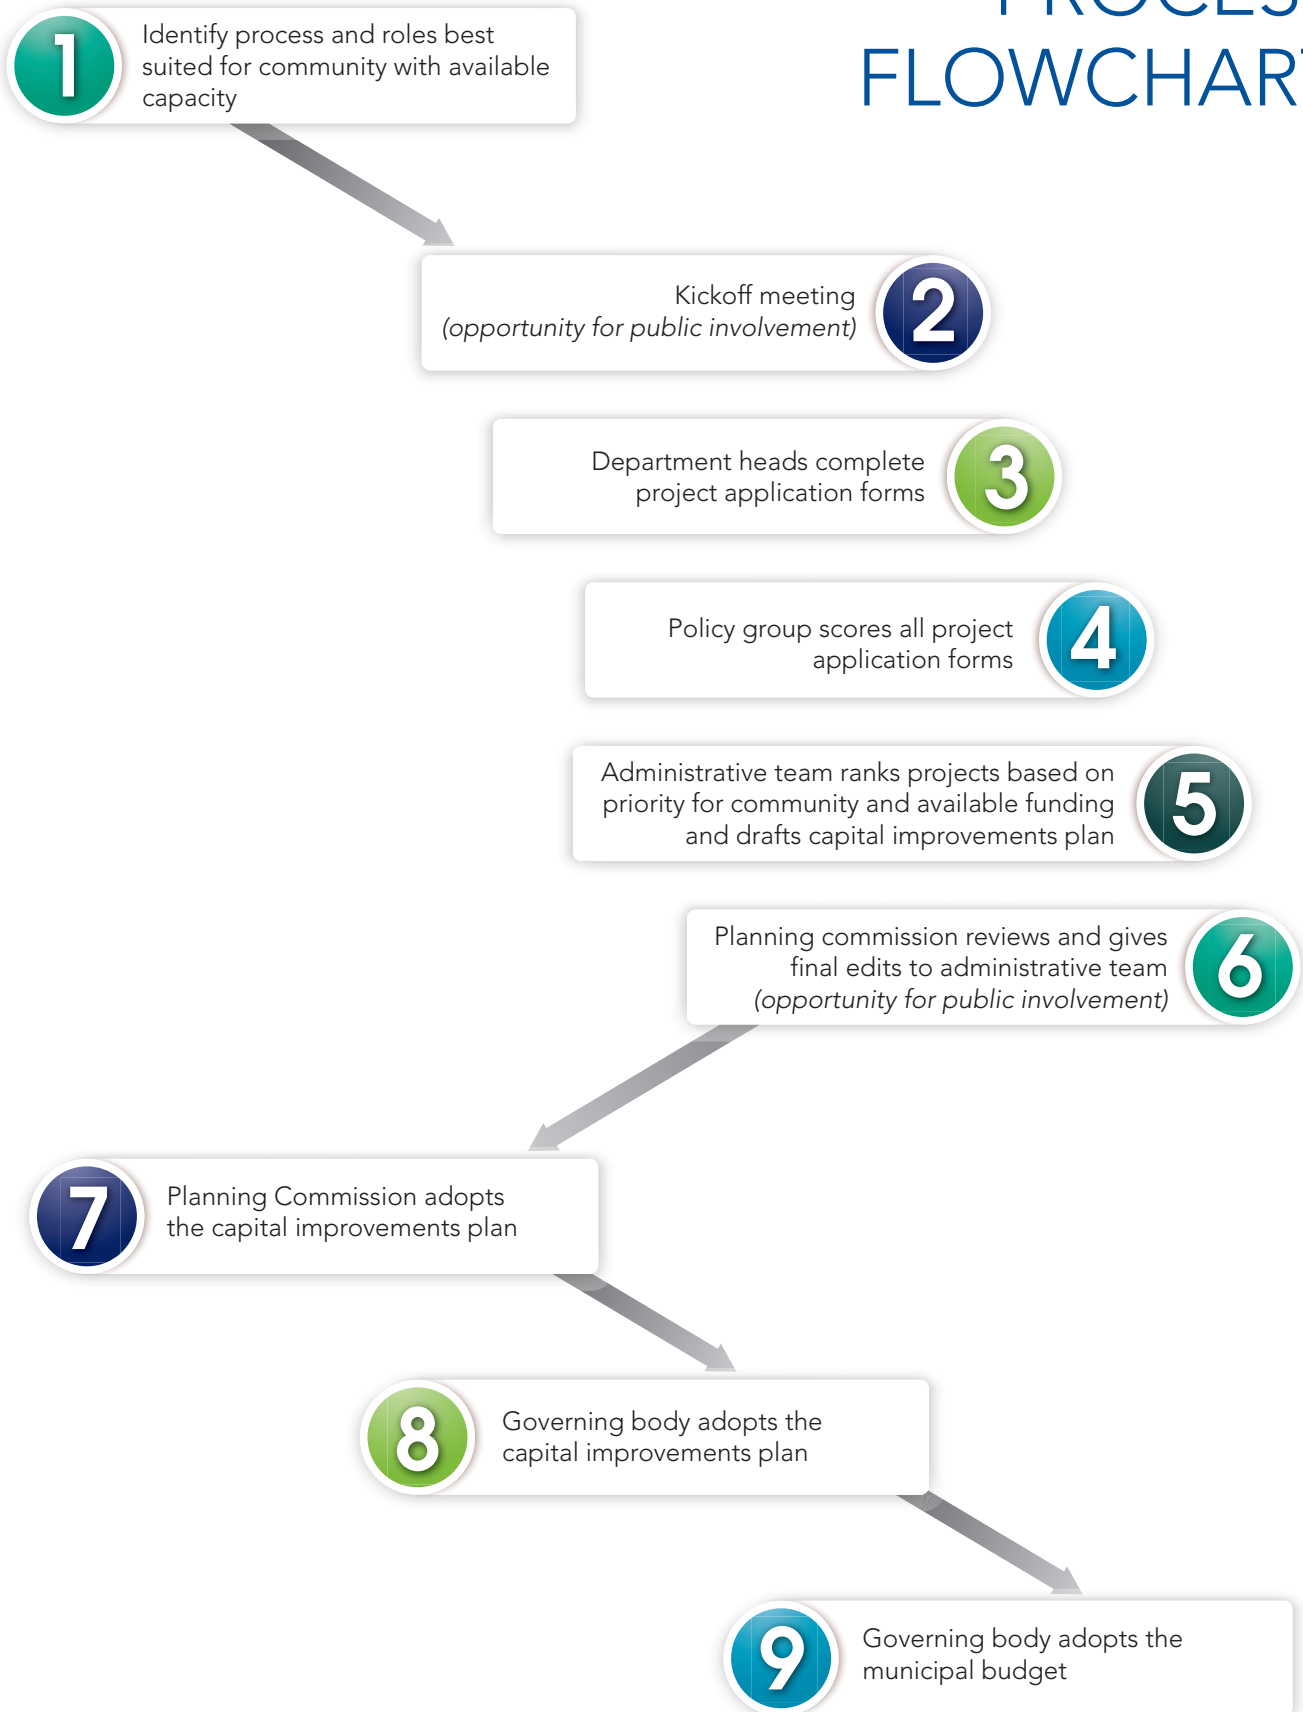 PROCESS
FLOWCHART
1
Identify process and roles best
suited for community with available
capacity
Kickoff meeting
(opportunity for public involvement)
2
Department heads complete
project application forms
3
Policy group scores all project
application forms
4
Administrative team ranks projects based on
priority for community and available funding
and drafts capital improvements plan
5
Planning commission reviews and gives
final edits to administrative team
(opportunity for public involvement)
6
7
Planning Commission adopts
the capital improvements plan
8
Governing body adopts the
capital improvements plan
9
Governing body adopts the
municipal budget